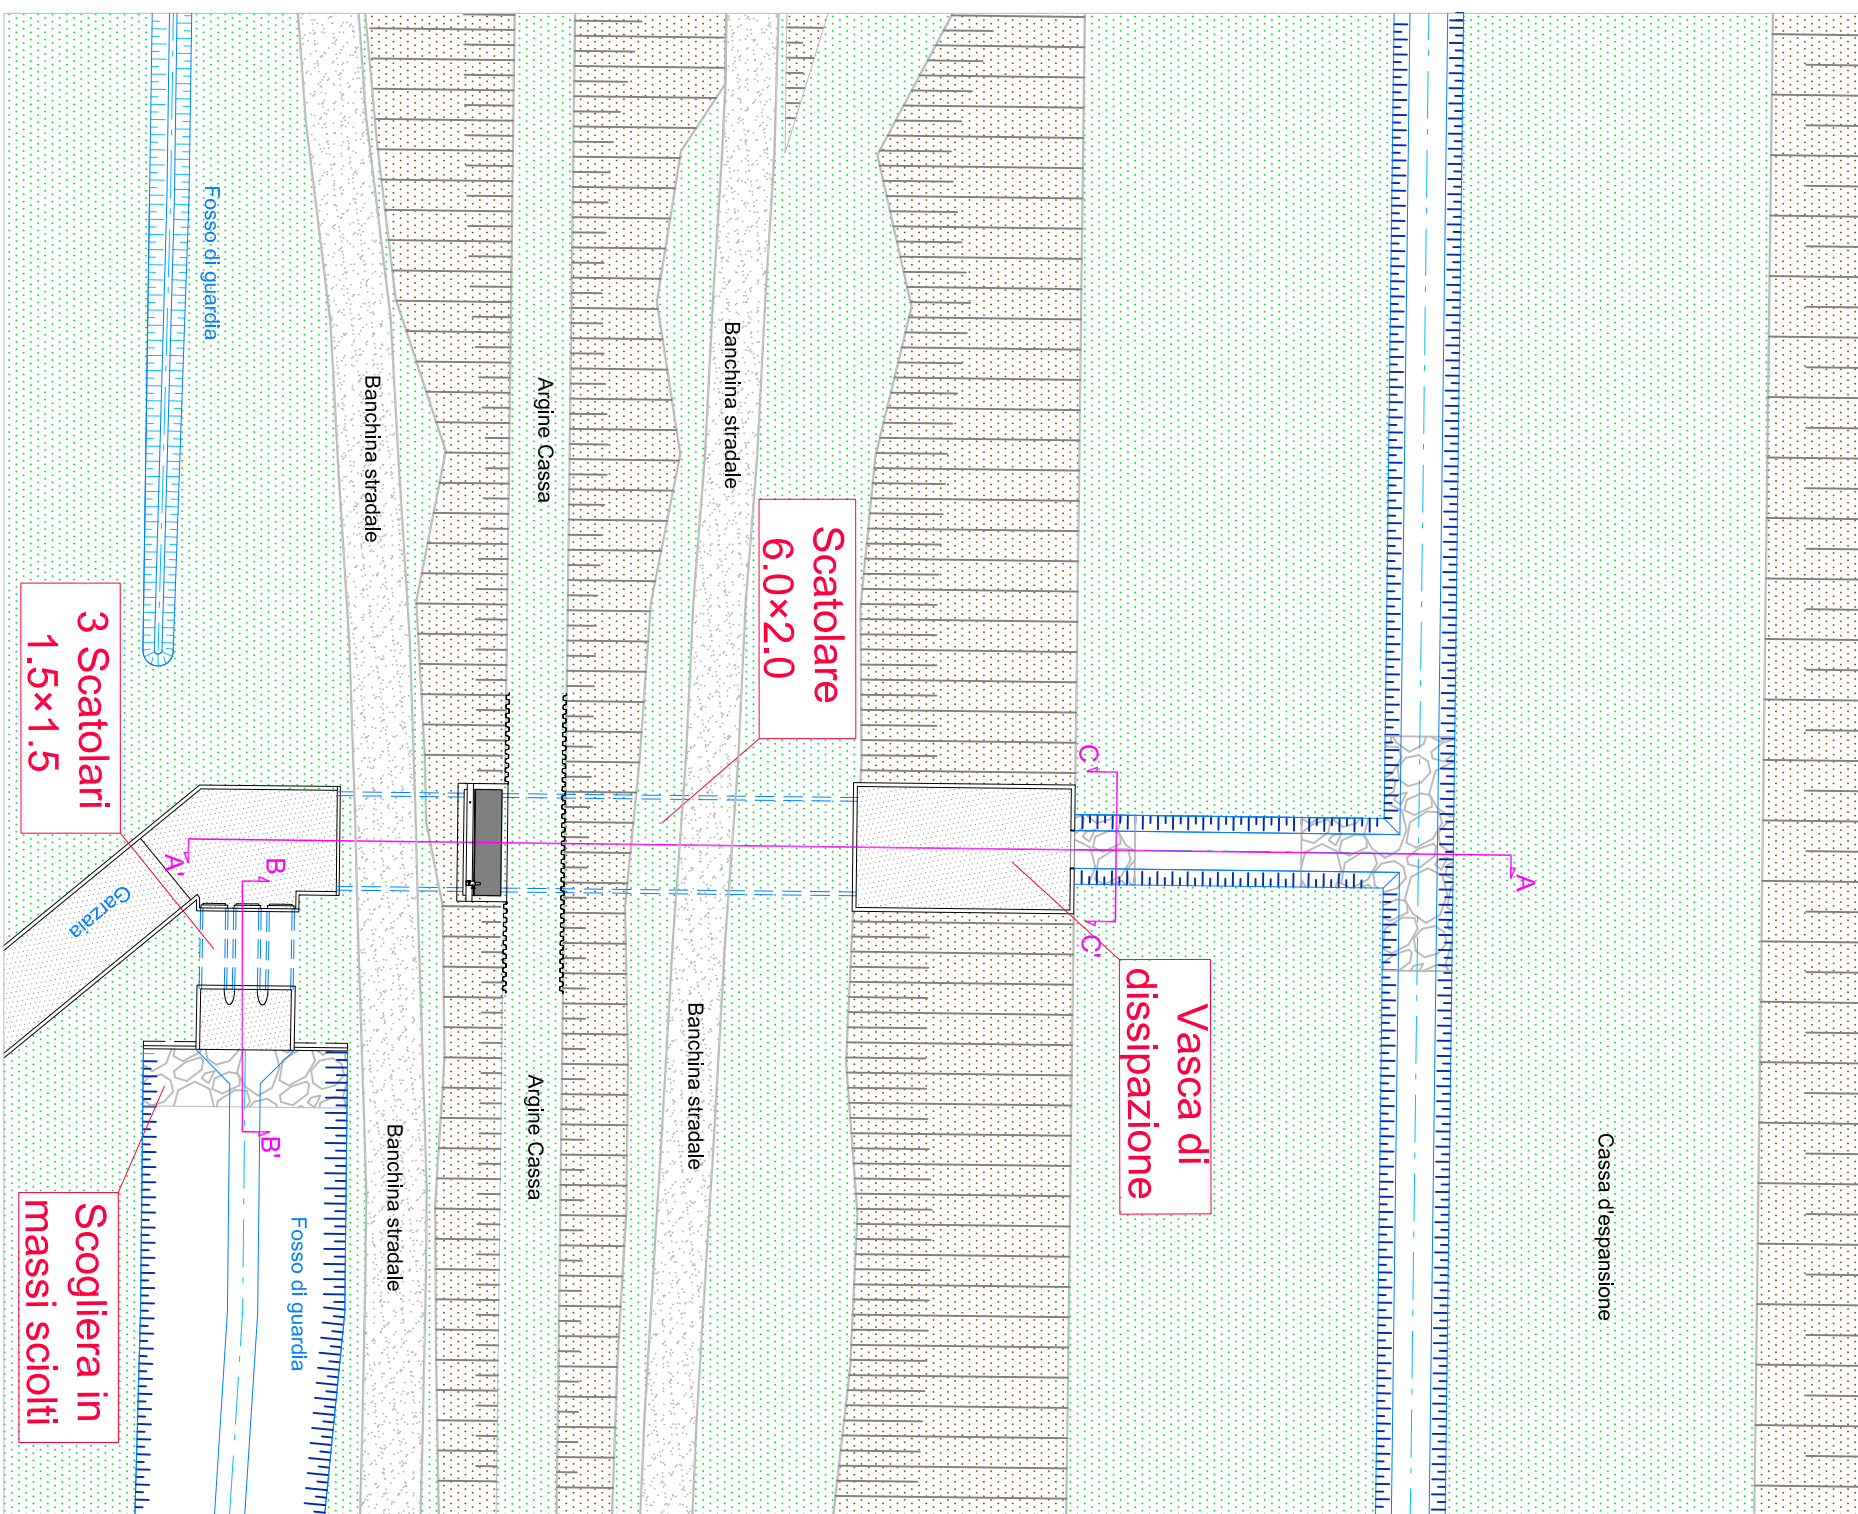 Fosso di guardia
Banchina stradale
Argine Cassa
Banchina stradale
Scatolare
6.0×2.0
3 Scatolari
1.5×1.5
C
C'
A
A'
B
B'
Garzaia
Vasca di
dissipazione
Banchina stradale
Argine Cassa
Banchina stradale
Cassa d'espansione
Fosso di guardia
Scogliera in
massi sciolti